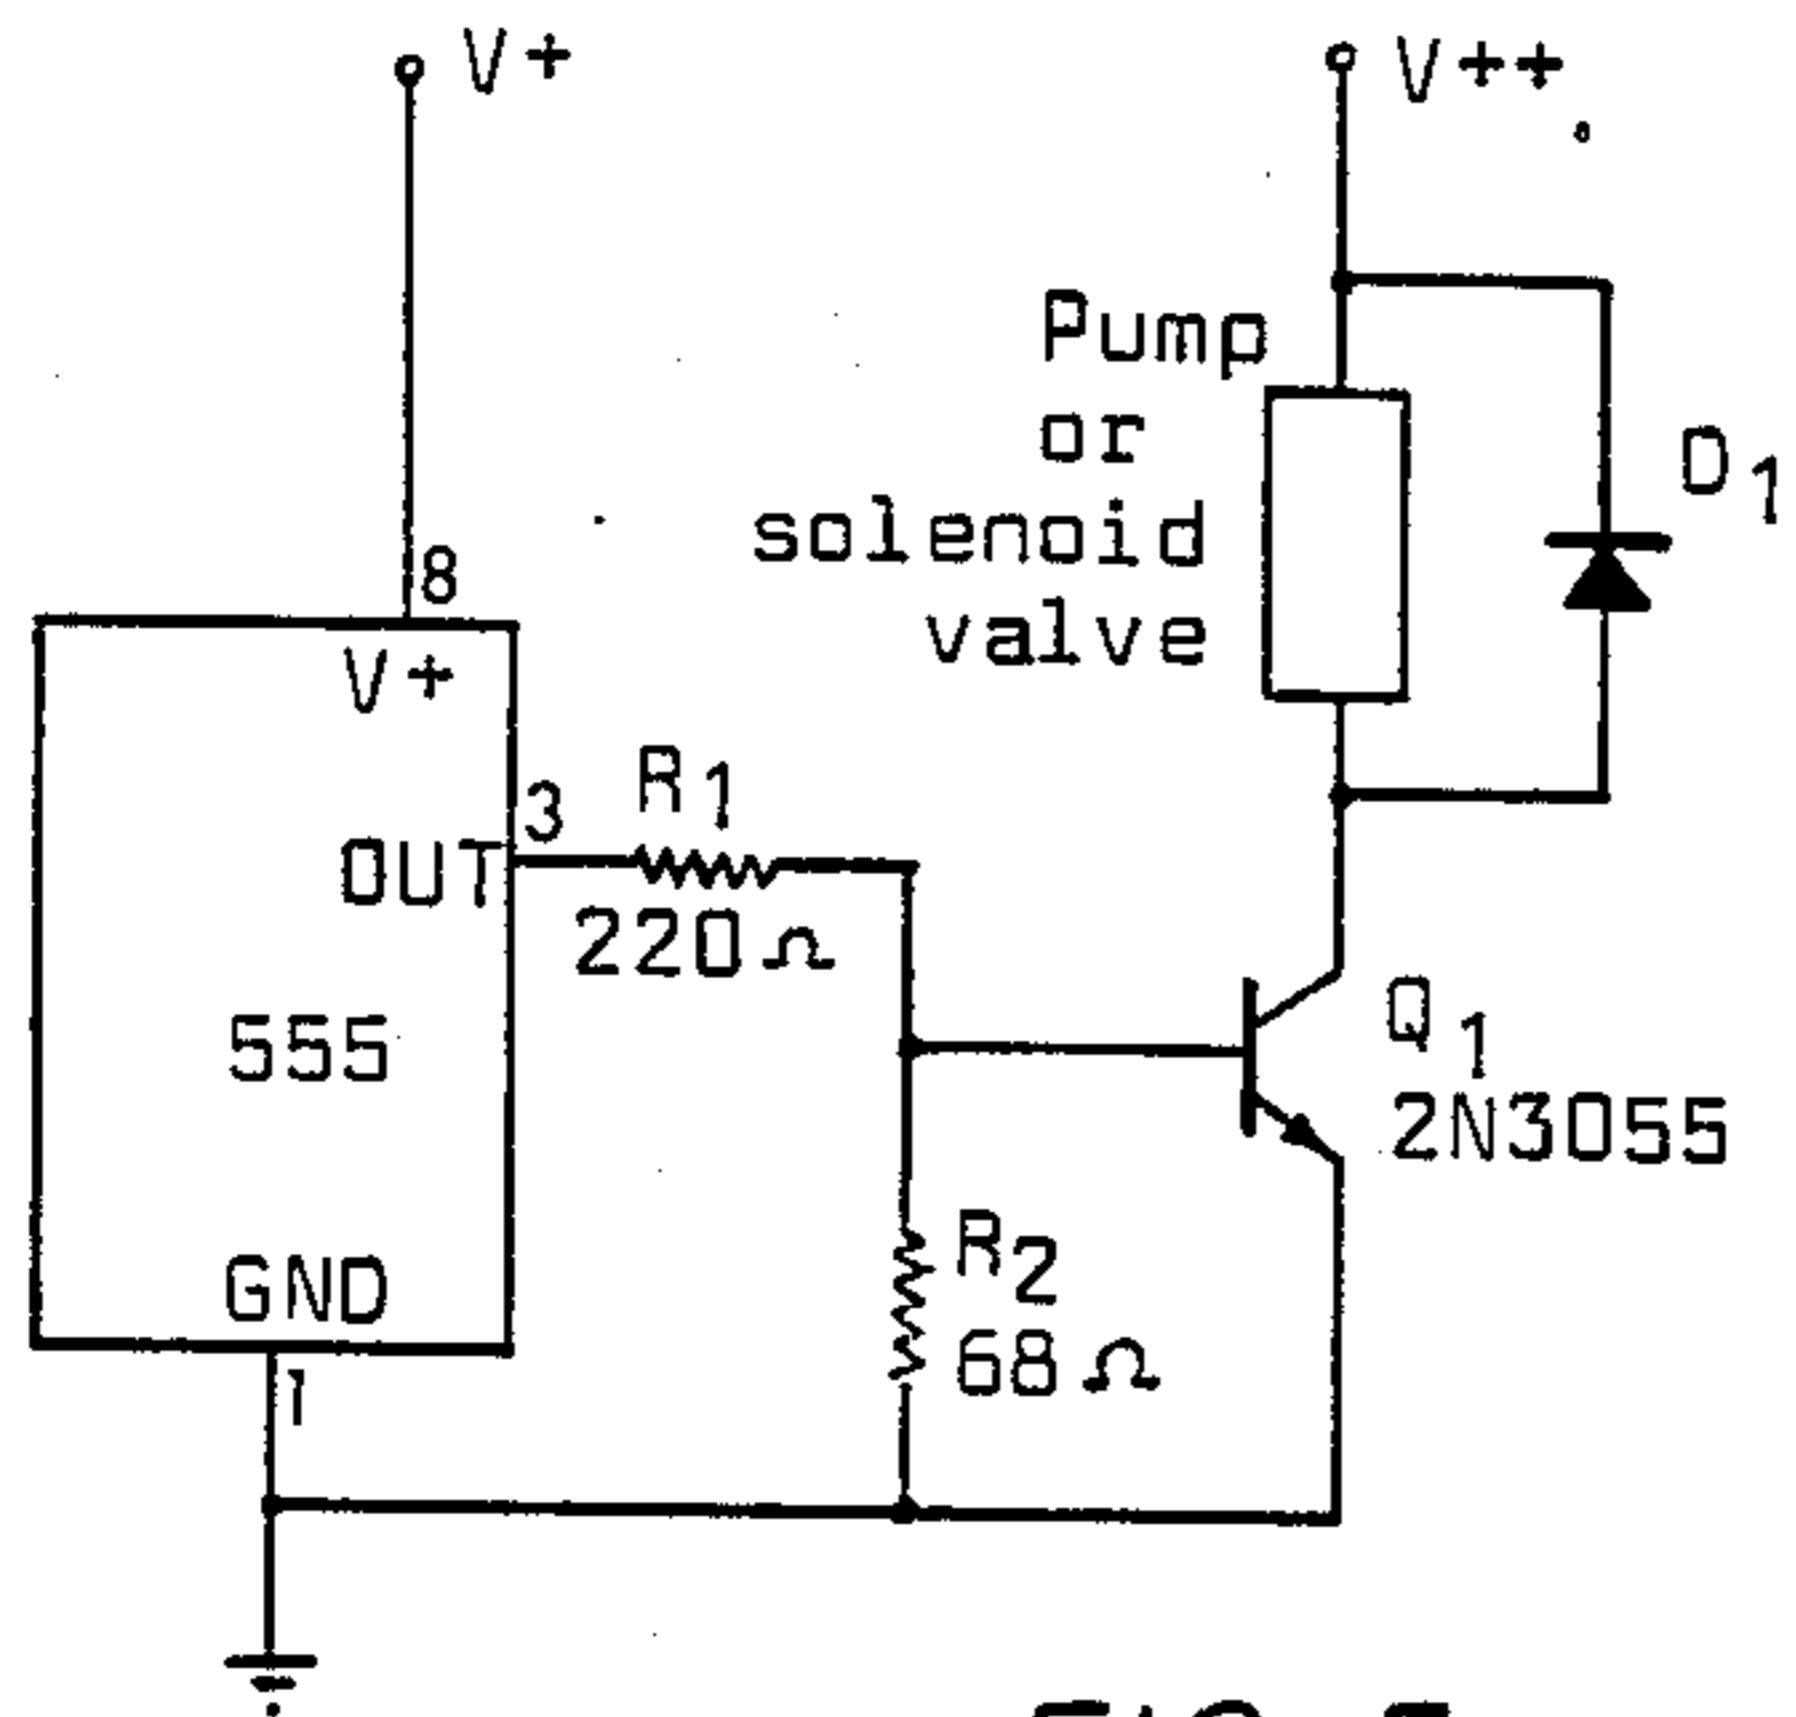 V+
V++
Pump
or
solenoid
valve
D1
8
V+
3
OUT
R1
220Ω
555
Q1
2N3055
GND
R2
68Ω
1